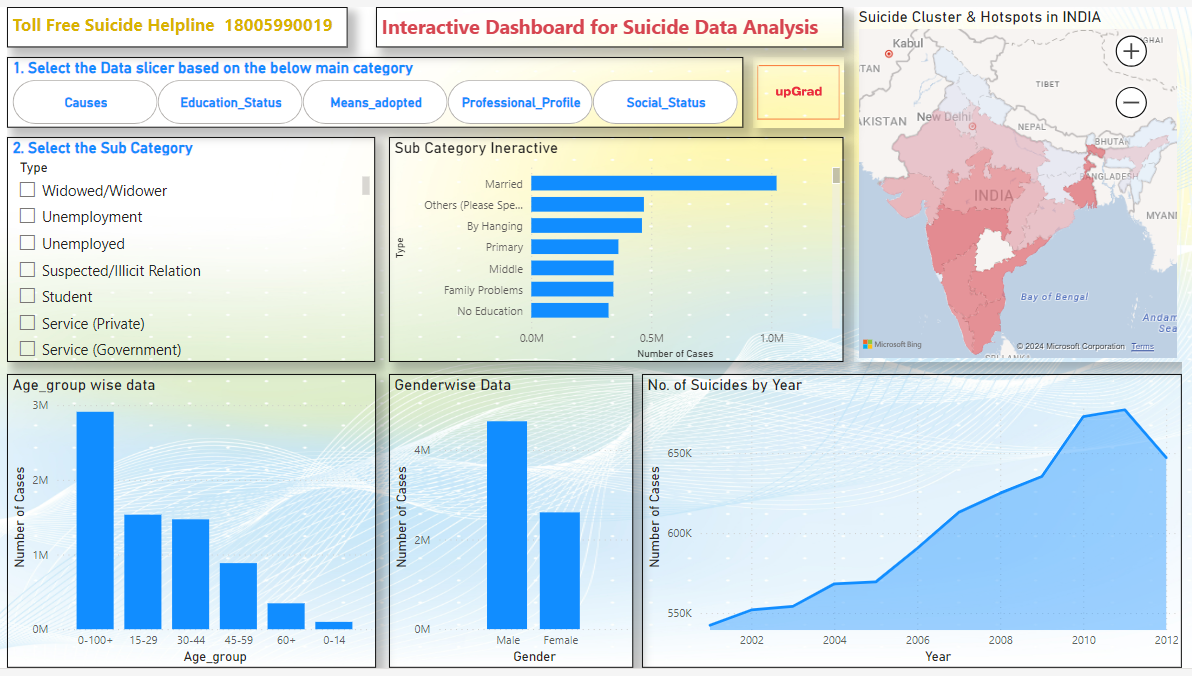 Toll Free Suicide Helpline 18005990019
Interactive Dashboard for Suicide Data Analysis
1. Select the Data slicer based on the below main category
Causes
Education_Status
Means_adopted
Professional_Profile
Social_Status
upGrad
2. Select the Sub Category
Type
Widowed/Widower
Unemployment
Unemployed
Suspected/Illicit Relation
Student
Service (Private)
Service (Government)
Sub Category Ineractive
Type
Married
Others (Please Spe...
By Hanging
Primary
Middle
Family Problems
No Education
0.0M 0.5M 1.0M
Number of Cases
Suicide Cluster & Hotspots in INDIA
Kabul
GHAI
TAN
TIBET
AKISTAN
New Delhi
NEPAL
BHUTAN
BANGLADESH
INDIA
MYAN
Bay of Bengal
Andam
Sea
Microsoft Bing
© 2024 Microsoft Corporation Terms
SRI LANKA
Age_group wise data
Number of Cases
3M
2M
1M
0M
0-100+ 15-29 30-44 45-59 60+ 0-14
Age_group
Genderwise Data
Number of Cases
4M
2M
0M
Male Female
Gender
No. of Suicides by Year
Number of Cases
650K
600K
550K
2002 2004 2006 2008 2010 2012
Year